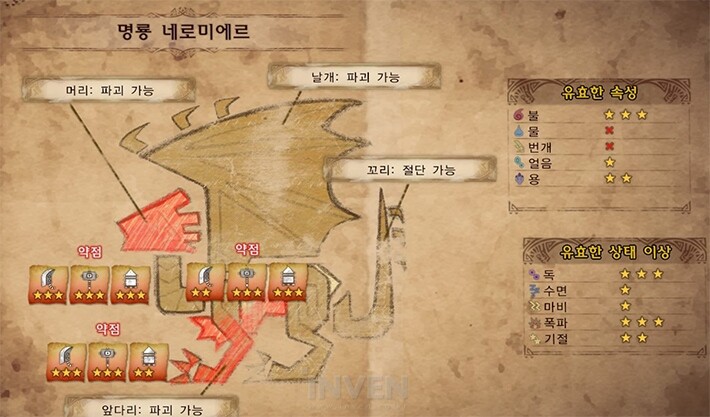 명룡 네로미에르
머리: 파괴 가능
날개: 파괴 가능
꼬리: 절단 가능
약점
약점
약점
앞다리: 파괴 가능
유효한 속성
불
물
번개
얼음
용
유효한 상태 이상
독
수면
마비
폭파
기절
INVEN